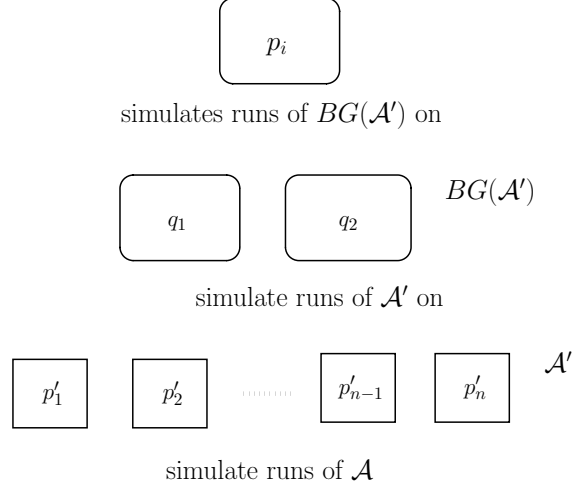 p_i
simulates runs of BG(𝒜′) on
q_1 q_2 BG(𝒜′)
simulate runs of 𝒜′ on
p′_1 p′_2 ......... p′_{n−1} p′_n 𝒜′
simulate runs of 𝒜